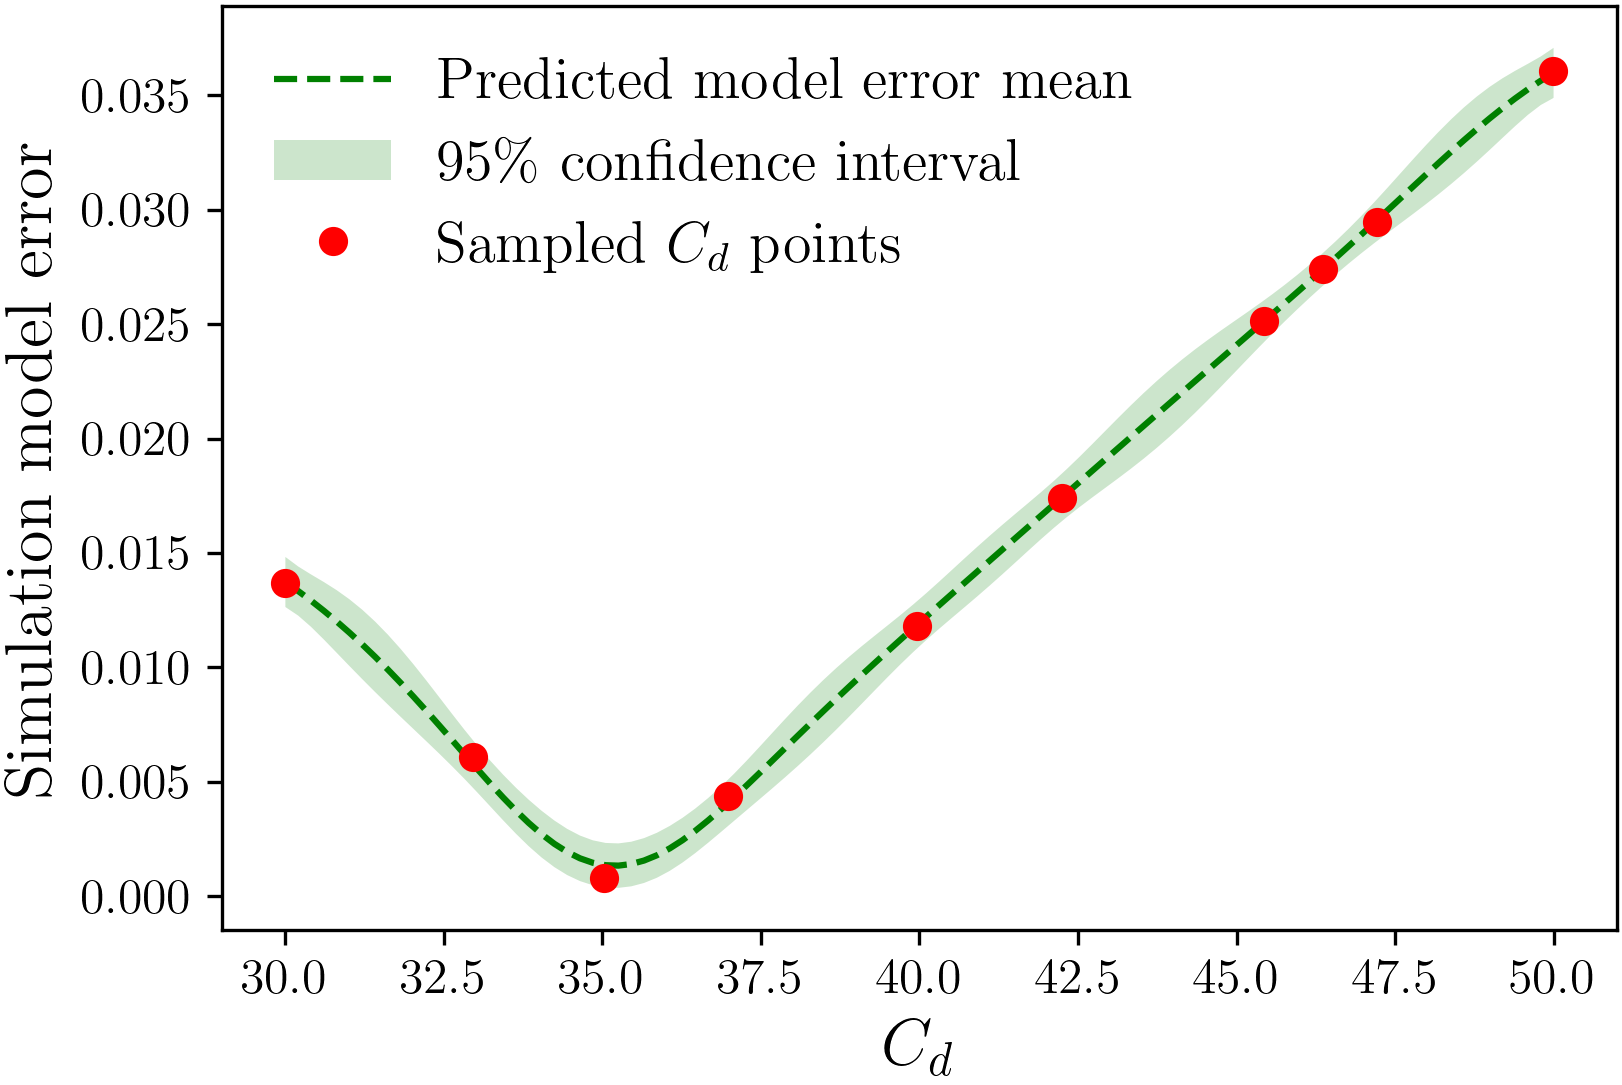 Predicted model error mean
95% confidence interval
Sampled C_d points
Simulation model error
0.035
0.030
0.025
0.020
0.015
0.010
0.005
0.000
30.0 32.5 35.0 37.5 40.0 42.5 45.0 47.5 50.0
C_d